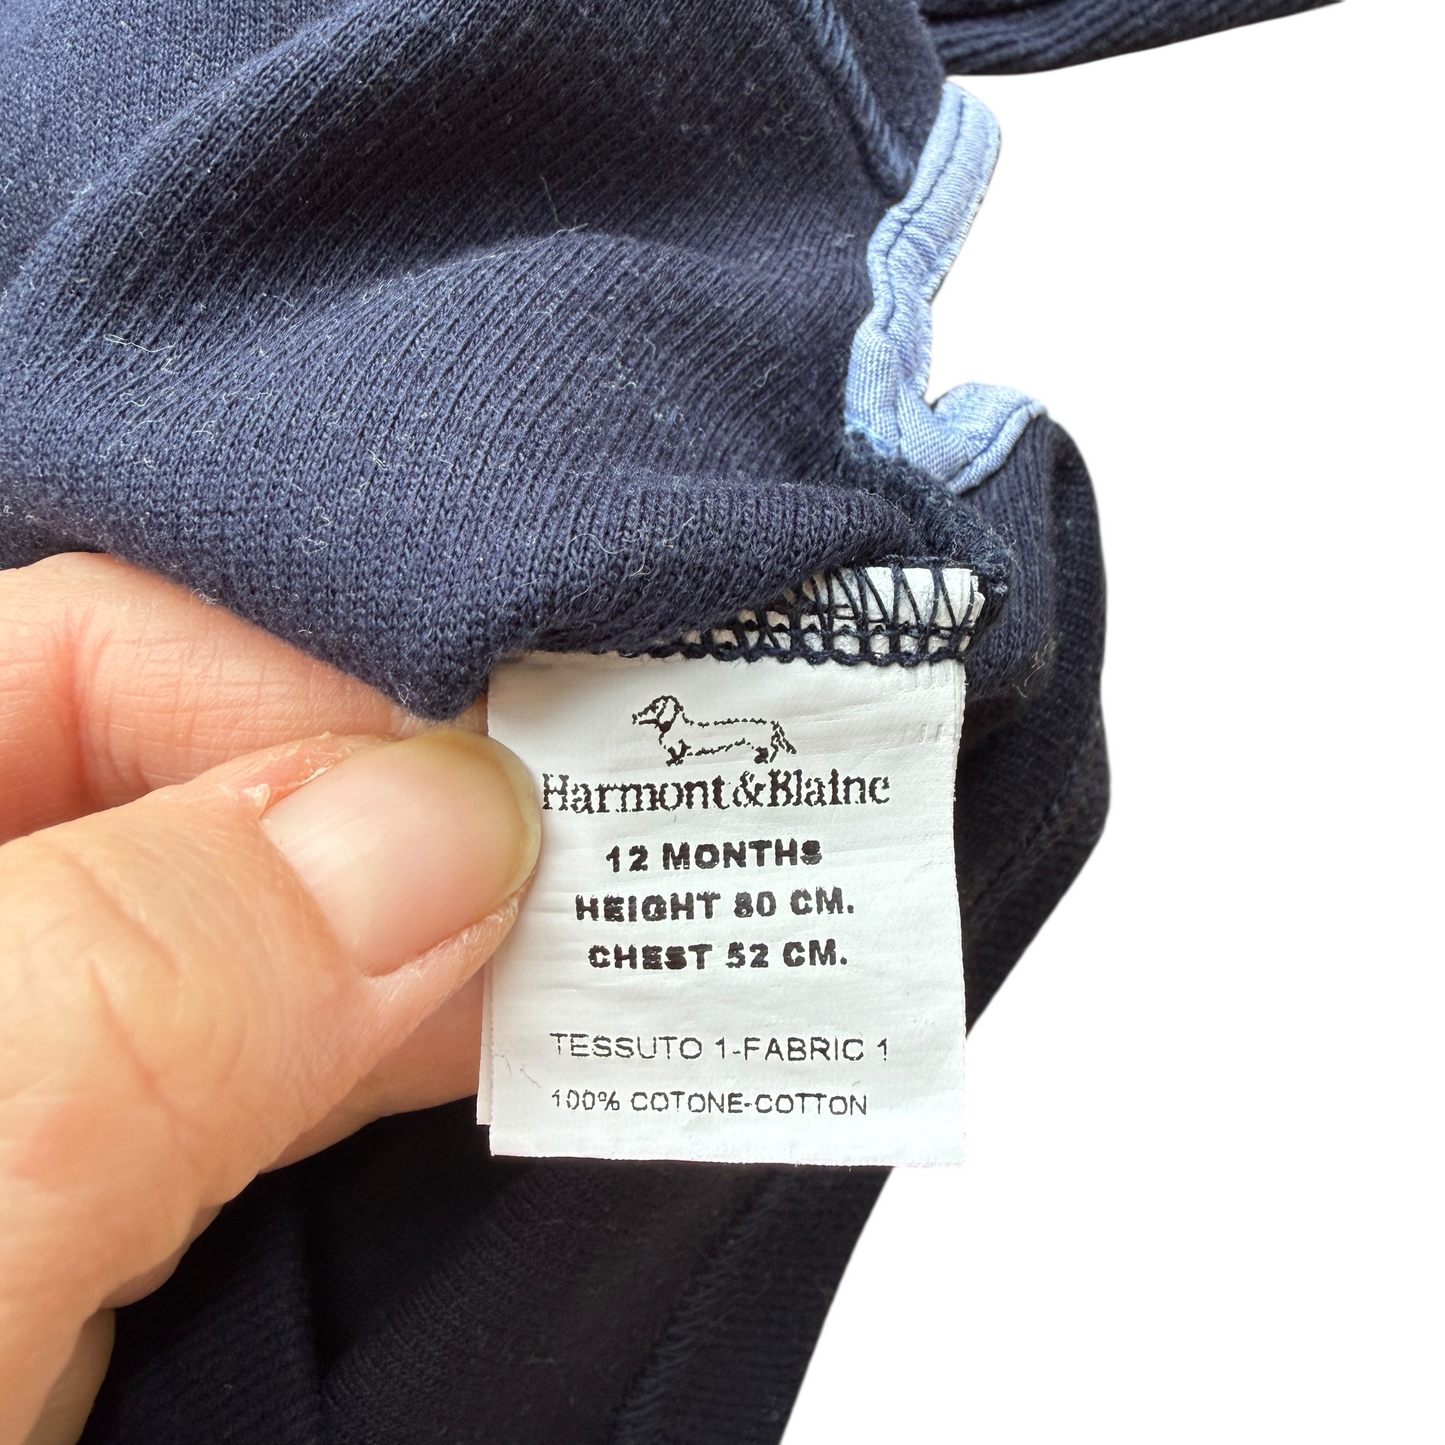 Harmont&Blaine
12 MONTHS
HEIGHT 80 CM.
CHEST 52 CM.
TESSUTO 1-FABRIC 1
100% COTONE-COTTON